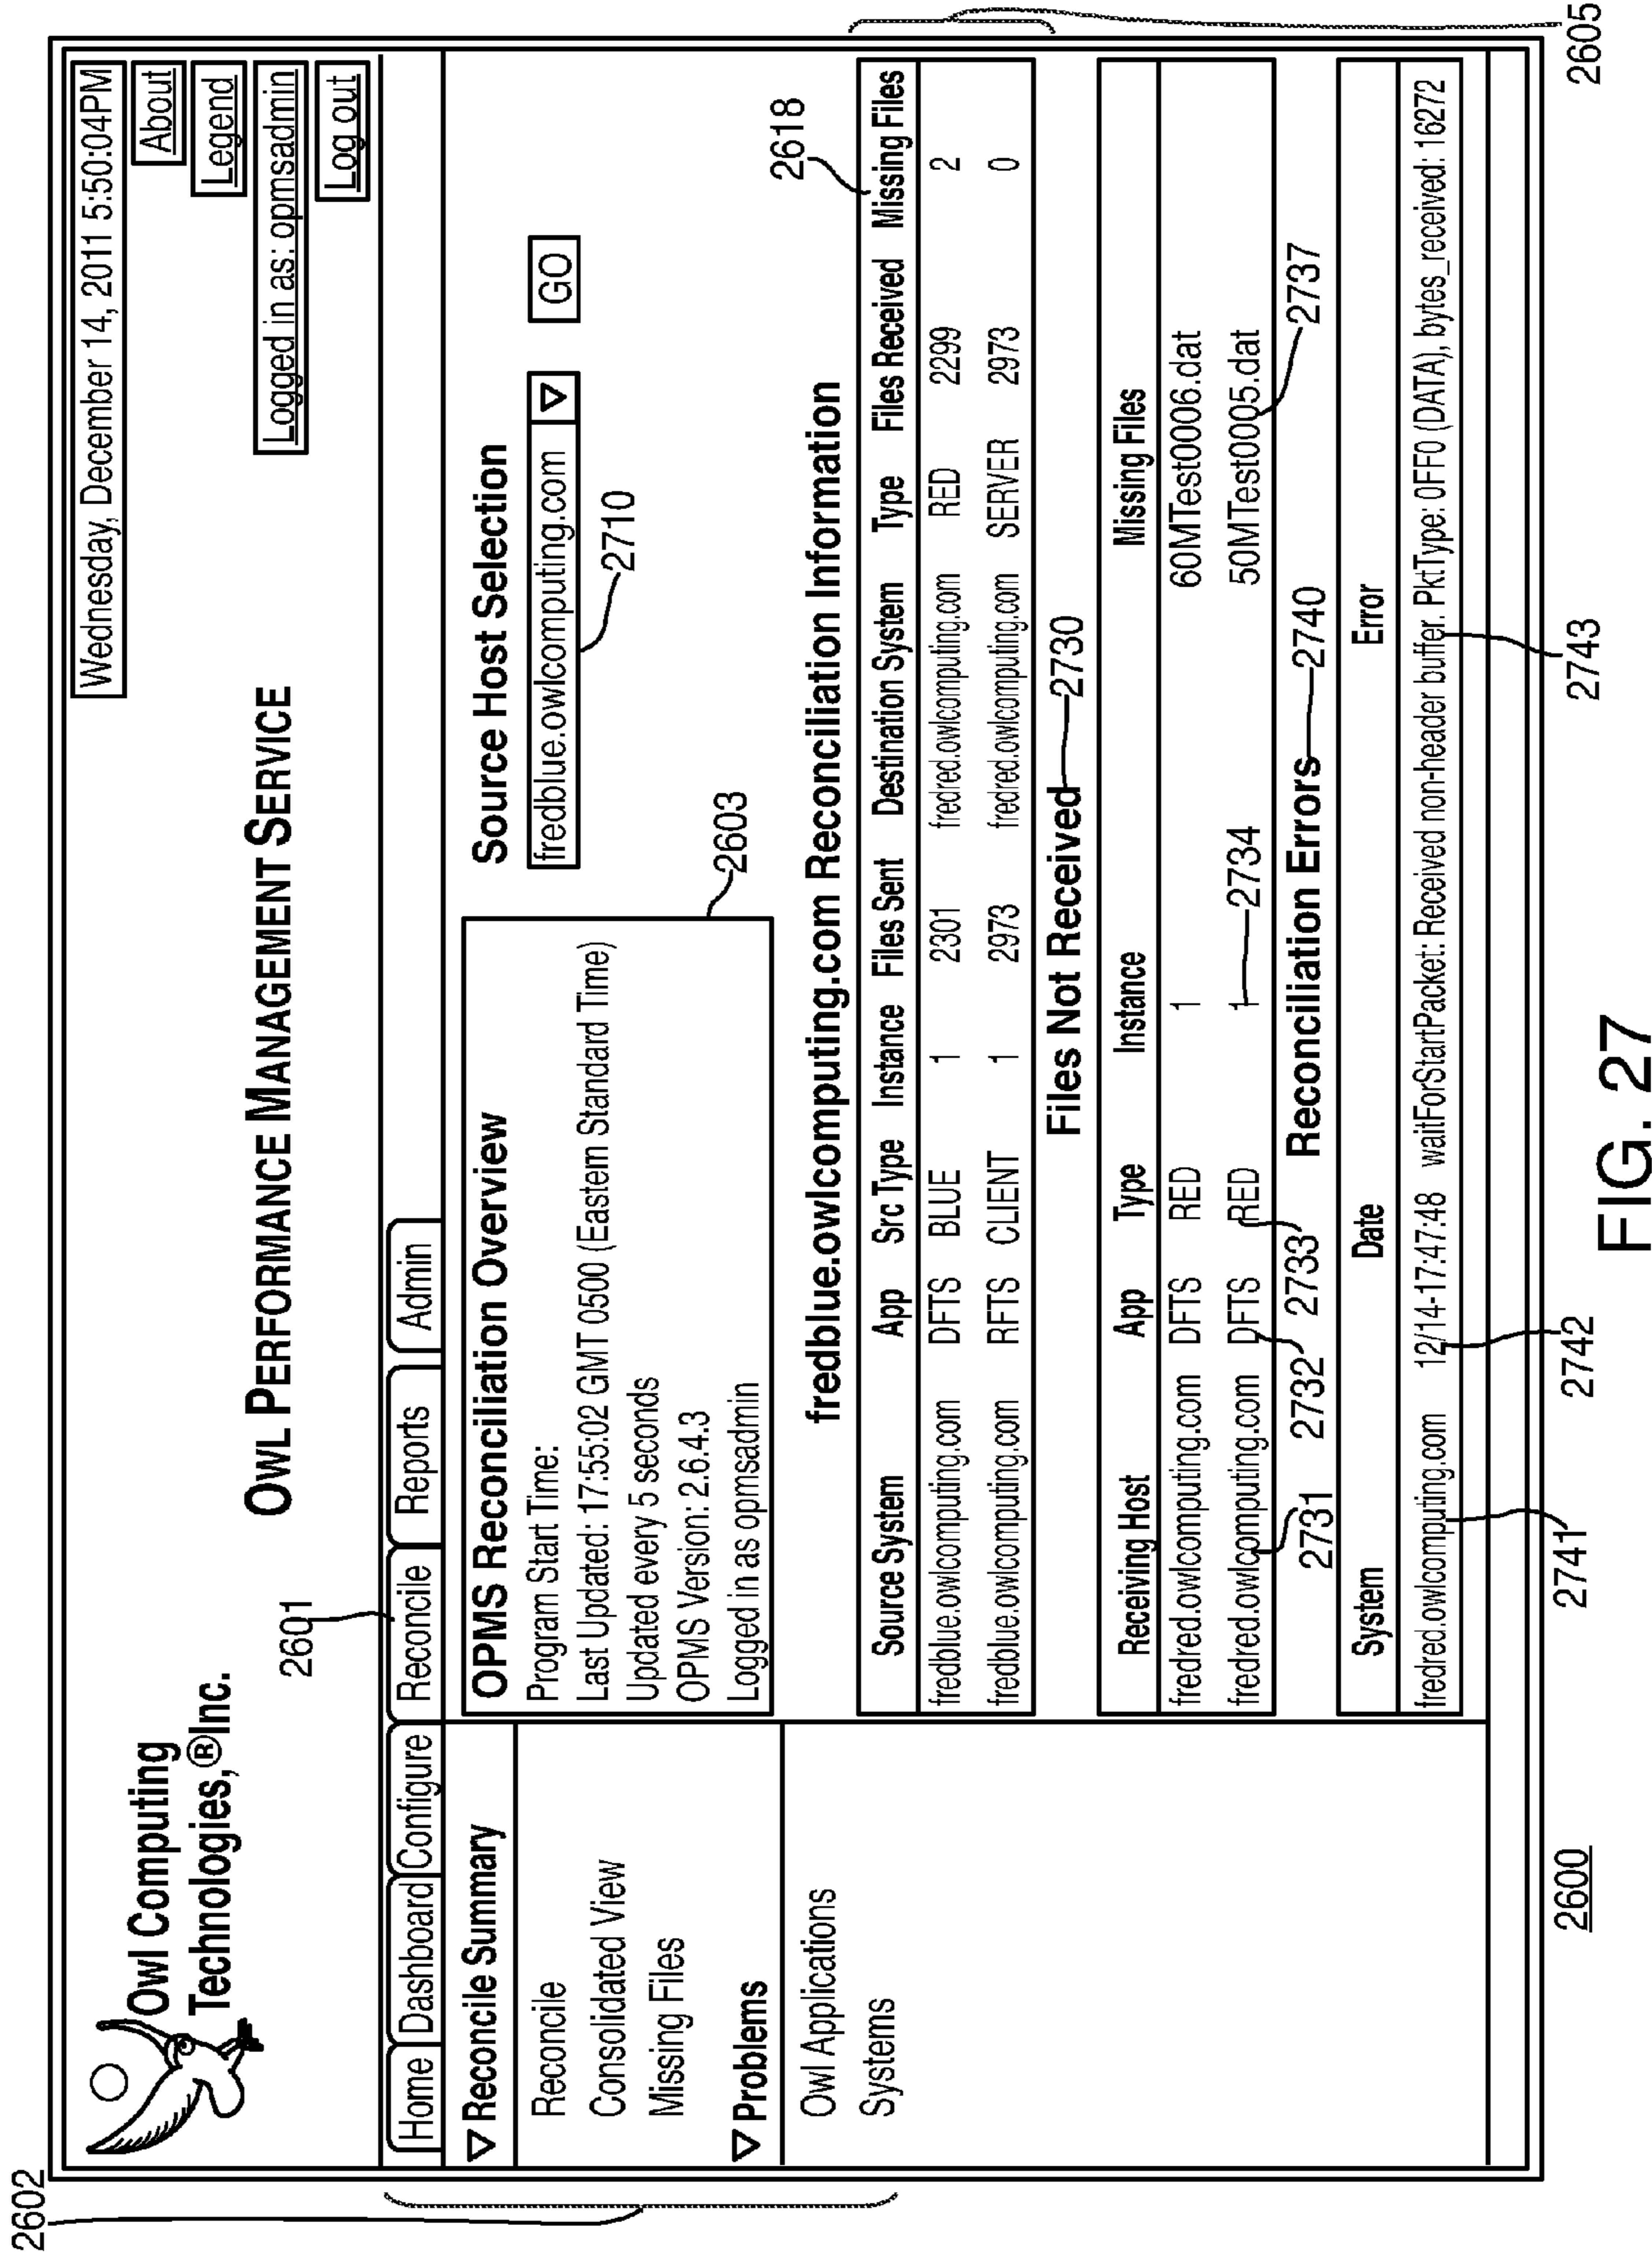 2602
Owl Computing
Technologies,®Inc.
Wednesday, December 14, 2011 5:50:04PM
About
Legend
Logged in as: opmsadmin
Log out
OWL PERFORMANCE MANAGEMENT SERVICE
2601
Home Dashboard Configure Reconcile Reports Admin
▽ Reconcile Summary
Reconcile
Consolidated View
Missing Files
▽ Problems
Owl Applications
Systems
OPMS Reconciliation Overview
Program Start Time:
Last Updated: 17:55:02 GMT 0500 (Eastern Standard Time)
Updated every 5 seconds
OPMS Version: 2.6.4.3
Logged in as opmsadmin
2603
Source Host Selection
fredblue.owlcomputing.com ▽ GO
2710
2618
fredblue.owlcomputing.com Reconciliation Information
Source System App Src Type Instance Files Sent Destination System Type Files Received Missing Files
fredblue.owlcomputing.com DFTS BLUE 1 2301 fredred.owlcomputing.com RED 2299 2
fredblue.owlcomputing.com RFTS CLIENT 1 2973 fredred.owlcomputing.com SERVER 2973 0
Files Not Received 2730
Receiving Host App Type Instance Missing Files
fredred.owlcomputing.com DFTS RED 1 60MTest0006.dat
fredred.owlcomputing.com DFTS RED 1 50MTest0005.dat
2731 2732 2733 2734 2737
Reconciliation Errors 2740
System Date Error
fredred.owlcomputing.com 12/14-17:47:48 waitForStartPacket: Received non-header buffer. PktType: 0FF0 (DATA), bytes_received: 16272
2741 2742 2743 2605
2600
FIG. 27